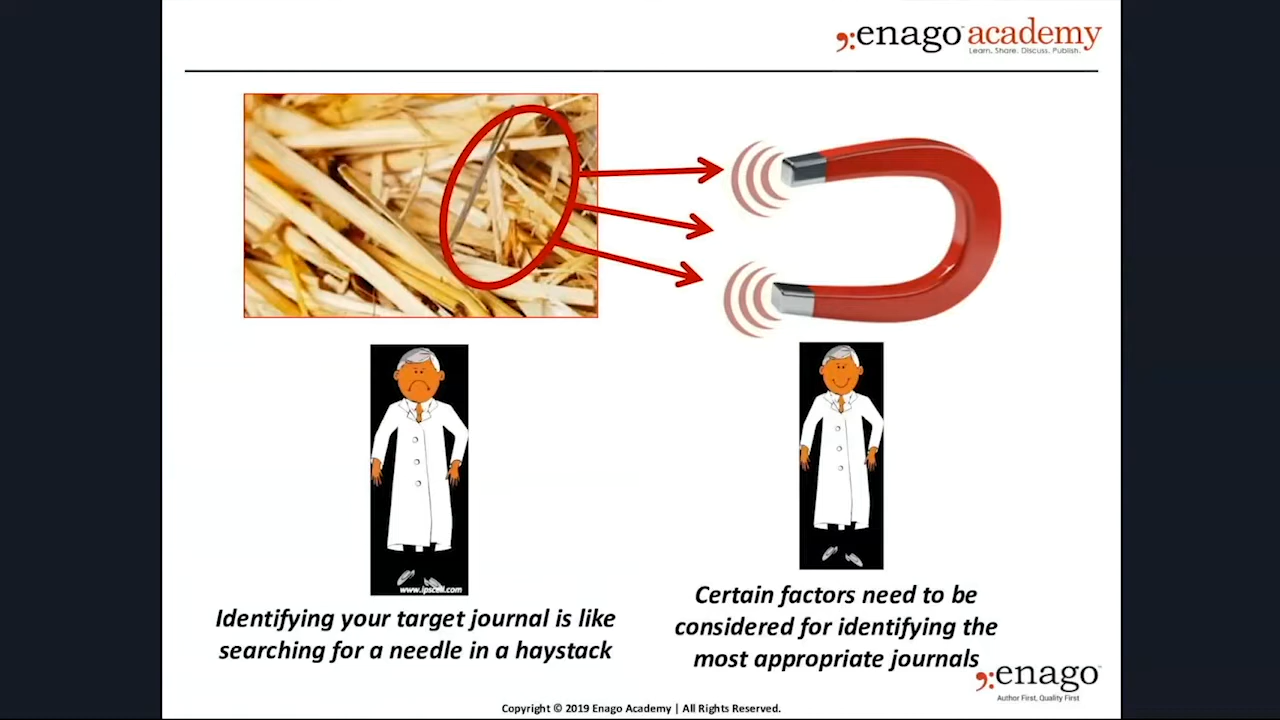 enago academy
Learn. Share. Discuss. Publish.
www.ipscell.com
Identifying your target journal is like
searching for a needle in a haystack
Certain factors need to be
considered for identifying the
most appropriate journals
enago
Author First, Quality First
Copyright © 2019 Enago Academy | All Rights Reserved.